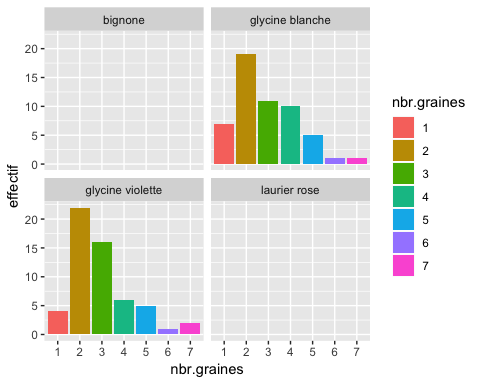 bignone
glycine blanche
20
15
10
5
0
glycine violette
laurier rose
20
15
10
5
0
1 2 3 4 5 6 7
1 2 3 4 5 6 7
nbr.graines
effectif
nbr.graines
1
2
3
4
5
6
7